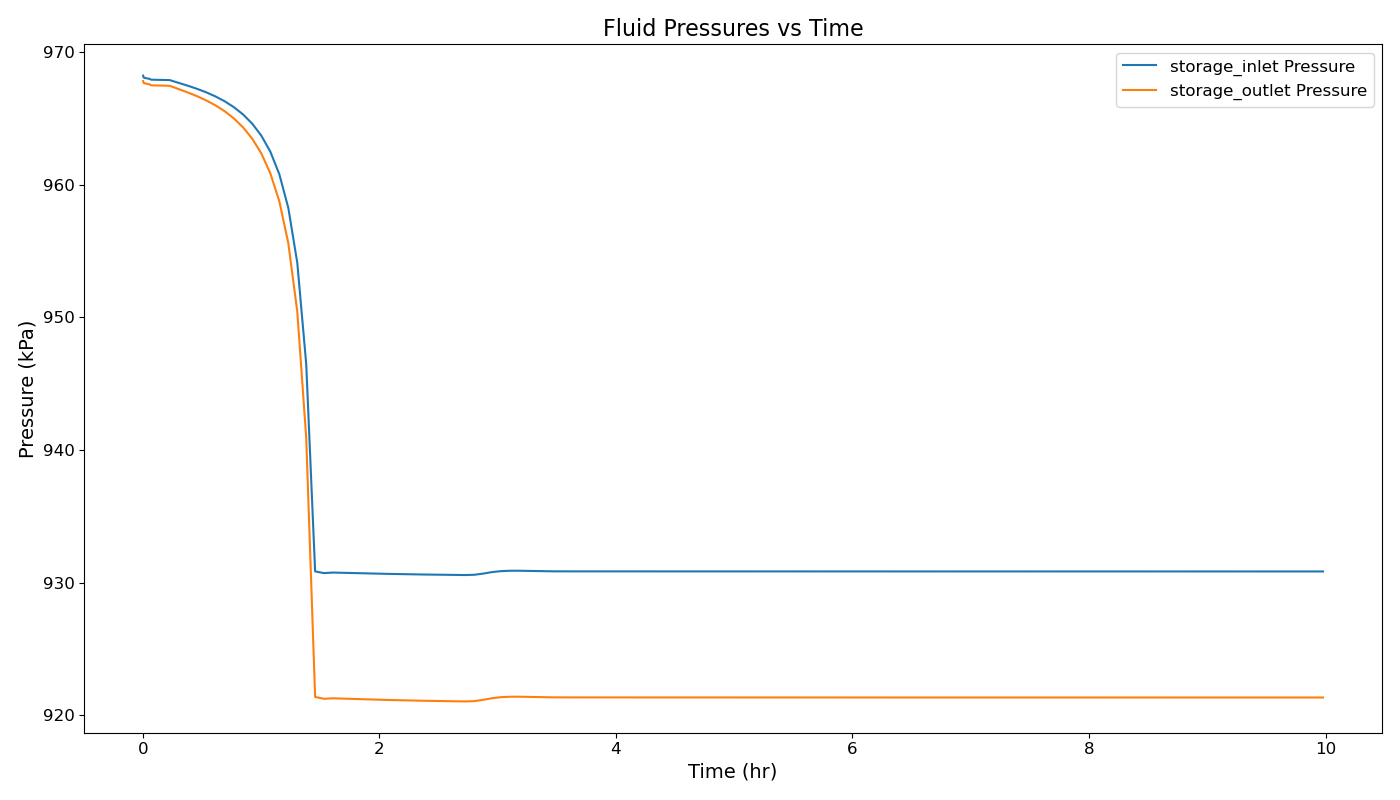 Fluid Pressures vs Time
storage_inlet Pressure
storage_outlet Pressure
Pressure (kPa)
970
960
950
940
930
920
0 2 4 6 8 10
Time (hr)